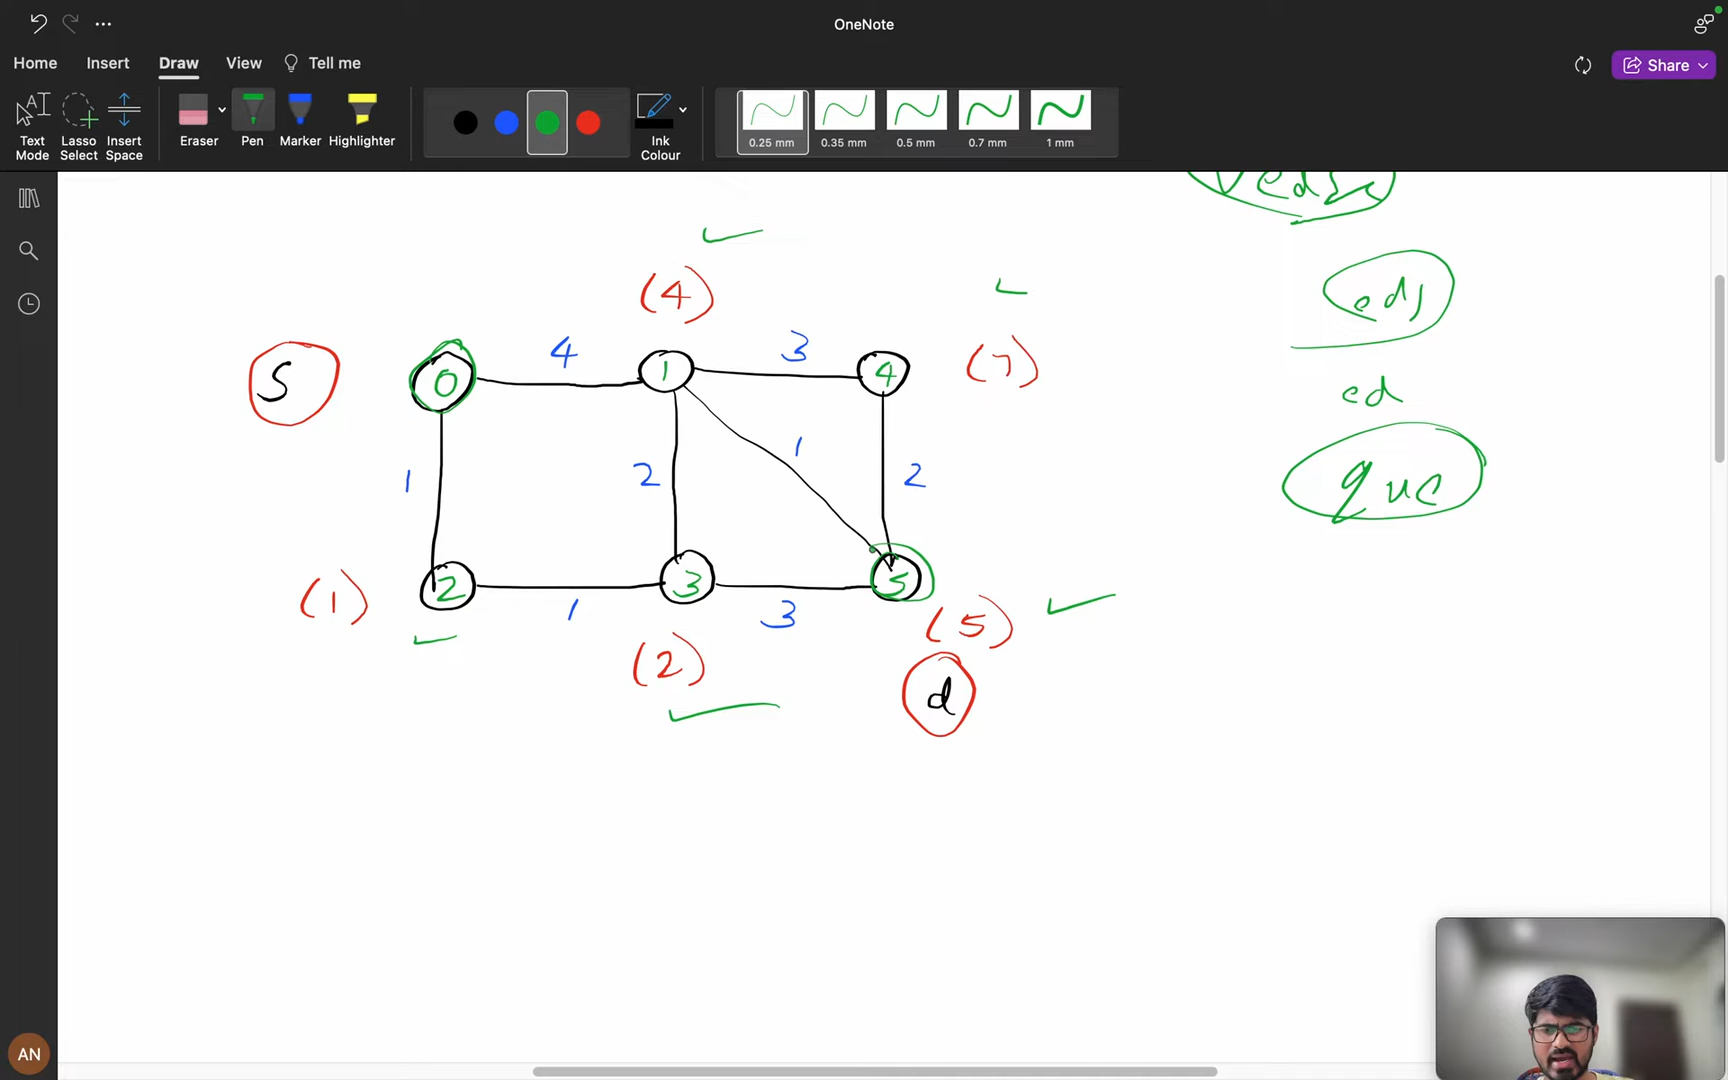 OneNote
Home Insert Draw View Tell me
Share
Text Mode
Lasso Select
Insert Space
Eraser
Pen
Marker
Highlighter
Ink Colour
0.25 mm
0.35 mm
0.5 mm
0.7 mm
1 mm
(4)
S
0
4
1
3
4
(7)
1
2
1
2
(1)
2
1
3
3
5
(5)
(2)
d
ed
que
AN